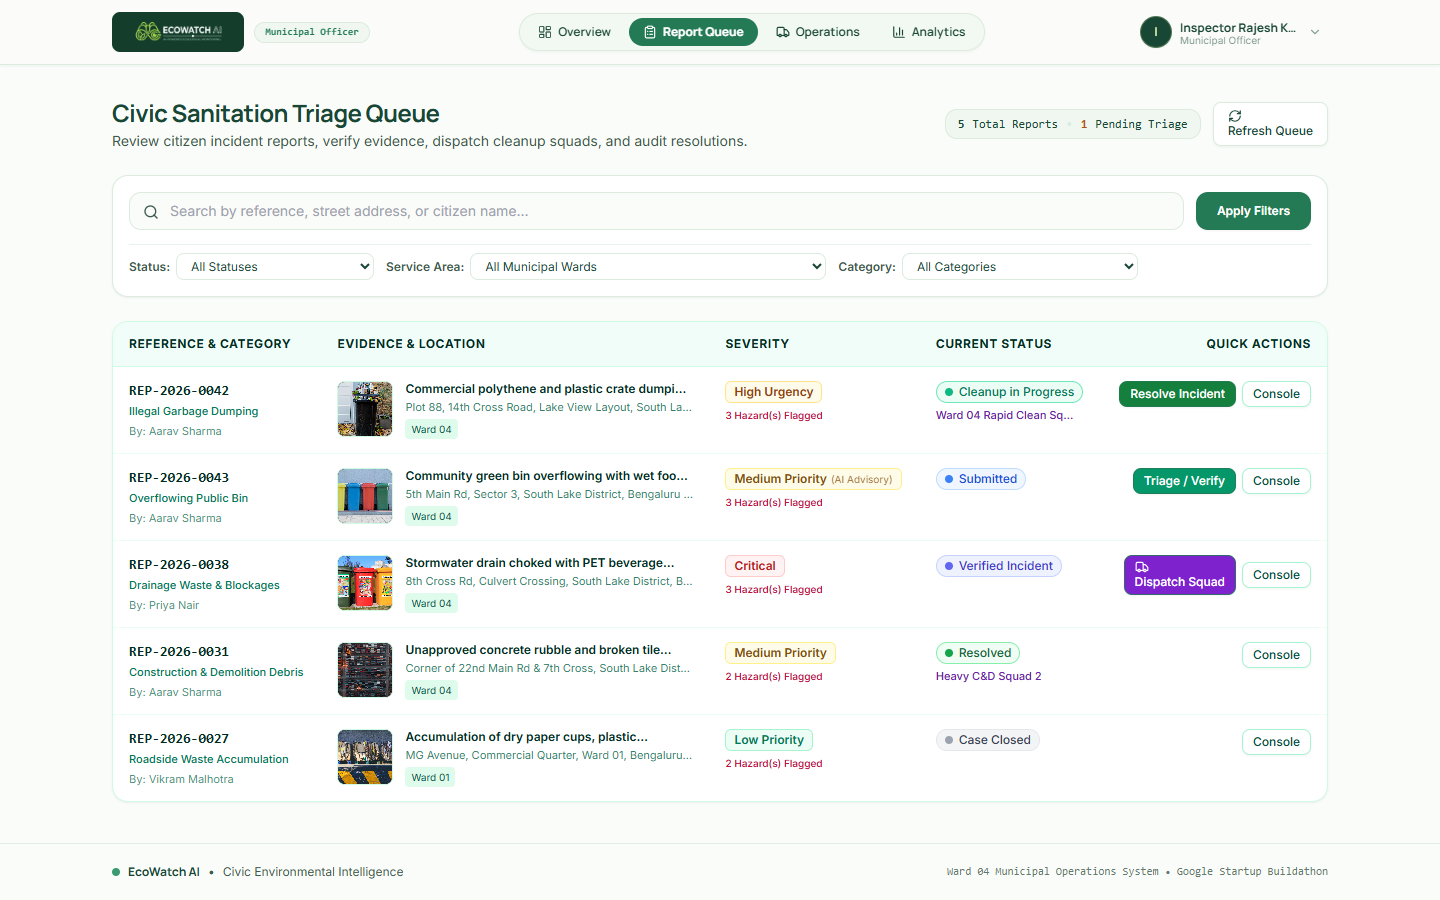 ECOWATCH AI
Municipal Officer
Overview
Report Queue
Operations
Analytics
I
Inspector Rajesh K...
Municipal Officer
Civic Sanitation Triage Queue
Review citizen incident reports, verify evidence, dispatch cleanup squads, and audit resolutions.
5 Total Reports • 1 Pending Triage
Refresh Queue
Search by reference, street address, or citizen name...
Apply Filters
Status: All Statuses
Service Area: All Municipal Wards
Category: All Categories
REFERENCE & CATEGORY
EVIDENCE & LOCATION
SEVERITY
CURRENT STATUS
QUICK ACTIONS
REP-2026-0042
Illegal Garbage Dumping
By: Aarav Sharma
Commercial polythene and plastic crate dumpi...
Plot 88, 14th Cross Road, Lake View Layout, South La...
Ward 04
High Urgency
3 Hazard(s) Flagged
Cleanup in Progress
Ward 04 Rapid Clean Sq...
Resolve Incident
Console
REP-2026-0043
Overflowing Public Bin
By: Aarav Sharma
Community green bin overflowing with wet foo...
5th Main Rd, Sector 3, South Lake District, Bengaluru ...
Ward 04
Medium Priority (AI Advisory)
3 Hazard(s) Flagged
Submitted
Triage / Verify
Console
REP-2026-0038
Drainage Waste & Blockages
By: Priya Nair
Stormwater drain choked with PET beverage...
8th Cross Rd, Culvert Crossing, South Lake District, B...
Ward 04
Critical
3 Hazard(s) Flagged
Verified Incident
Dispatch Squad
Console
REP-2026-0031
Construction & Demolition Debris
By: Aarav Sharma
Unapproved concrete rubble and broken tile...
Corner of 22nd Main Rd & 7th Cross, South Lake Dist...
Ward 04
Medium Priority
2 Hazard(s) Flagged
Resolved
Heavy C&D Squad 2
Console
REP-2026-0027
Roadside Waste Accumulation
By: Vikram Malhotra
Accumulation of dry paper cups, plastic...
MG Avenue, Commercial Quarter, Ward 01, Bengaluru...
Ward 01
Low Priority
2 Hazard(s) Flagged
Case Closed
Console
EcoWatch AI • Civic Environmental Intelligence
Ward 04 Municipal Operations System • Google Startup Buildathon